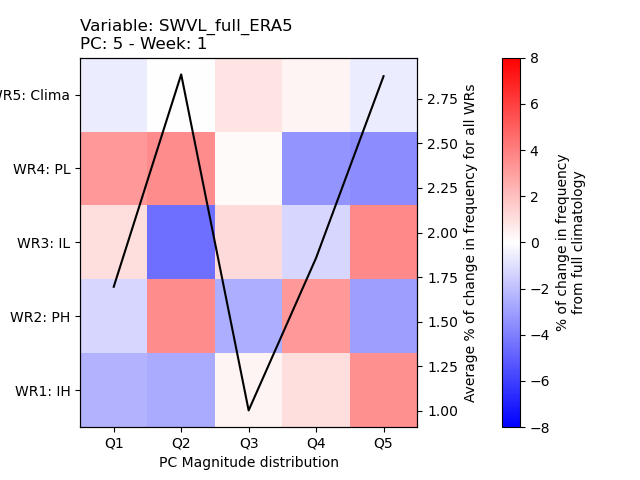 Variable: SWVL_full_ERA5
PC: 5 - Week: 1
WR5: Clima
WR4: PL
WR3: IL
WR2: PH
WR1: IH
Q1 Q2 Q3 Q4 Q5
PC Magnitude distribution
2.75
2.50
2.25
2.00
1.75
1.50
1.25
1.00
Average % of change in frequency for all WRs
8
6
4
2
0
−2
−4
−6
−8
% of change in frequency
from full climatology